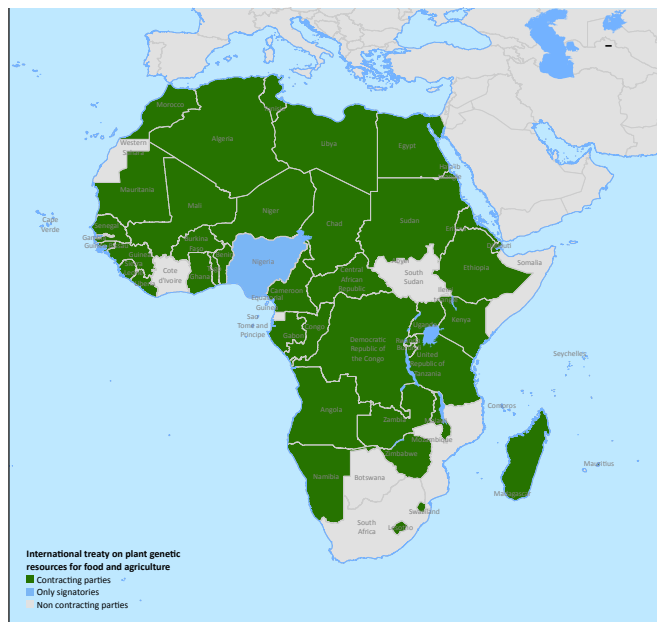 Morocco
Algeria
Libya
Egypt
Western
Mauritania
Mali
Niger
Chad
Sudan
Cape
Verde
Senegal
Burkina
Faso
Guinea
Cote
d'Ivoire
Ghana
Nigeria
Cameroon
Central
African
Republic
South
Sudan
Ethiopia
Djibouti
Somalia
Equatorial
Guinea
Sao
Tome and
Principe
Gabon
Congo
Democratic
Republic of
the Congo
Uganda
Kenya
United
Republic of
Tanzania
Seychelles
Comoros
Angola
Zambia
Malawi
Mozambique
Zimbabwe
Namibia
Botswana
Madagascar
Mauritius
Swaziland
South
Africa
Lesotho
International treaty on plant genetic
resources for food and agriculture
Contracting parties
Only signatories
Non contracting parties